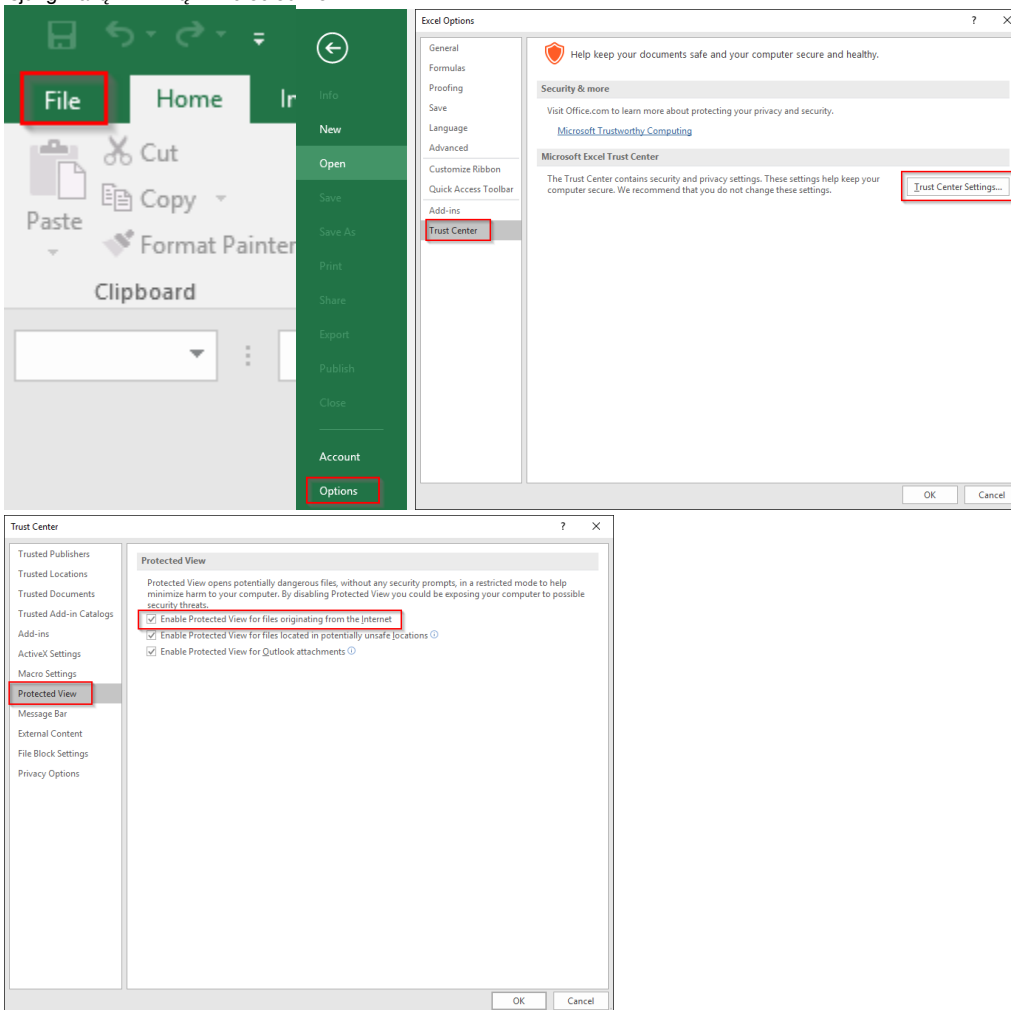 File
Home
Cut
Copy
Paste
Format Painter
Clipboard
Info
New
Open
Save
Save As
Print
Share
Export
Publish
Close
Account
Options
Excel Options
General
Formulas
Proofing
Save
Language
Advanced
Customize Ribbon
Quick Access Toolbar
Add-ins
Trust Center
Help keep your documents safe and your computer secure and healthy.
Security & more
Visit Office.com to learn more about protecting your privacy and security.
Microsoft Trustworthy Computing
Microsoft Excel Trust Center
The Trust Center contains security and privacy settings. These settings help keep your
computer secure. We recommend that you do not change these settings.
Trust Center Settings...
OK Cancel
Trust Center
Trusted Publishers
Trusted Locations
Trusted Documents
Trusted Add-in Catalogs
Add-ins
ActiveX Settings
Macro Settings
Protected View
Message Bar
External Content
File Block Settings
Privacy Options
Protected View
Protected View opens potentially dangerous files, without any security prompts, in a restricted mode to help
minimize harm to your computer. By disabling Protected View you could be exposing your computer to possible
security threats.
Enable Protected View for files originating from the Internet
Enable Protected View for files located in potentially unsafe locations
Enable Protected View for Outlook attachments
OK Cancel